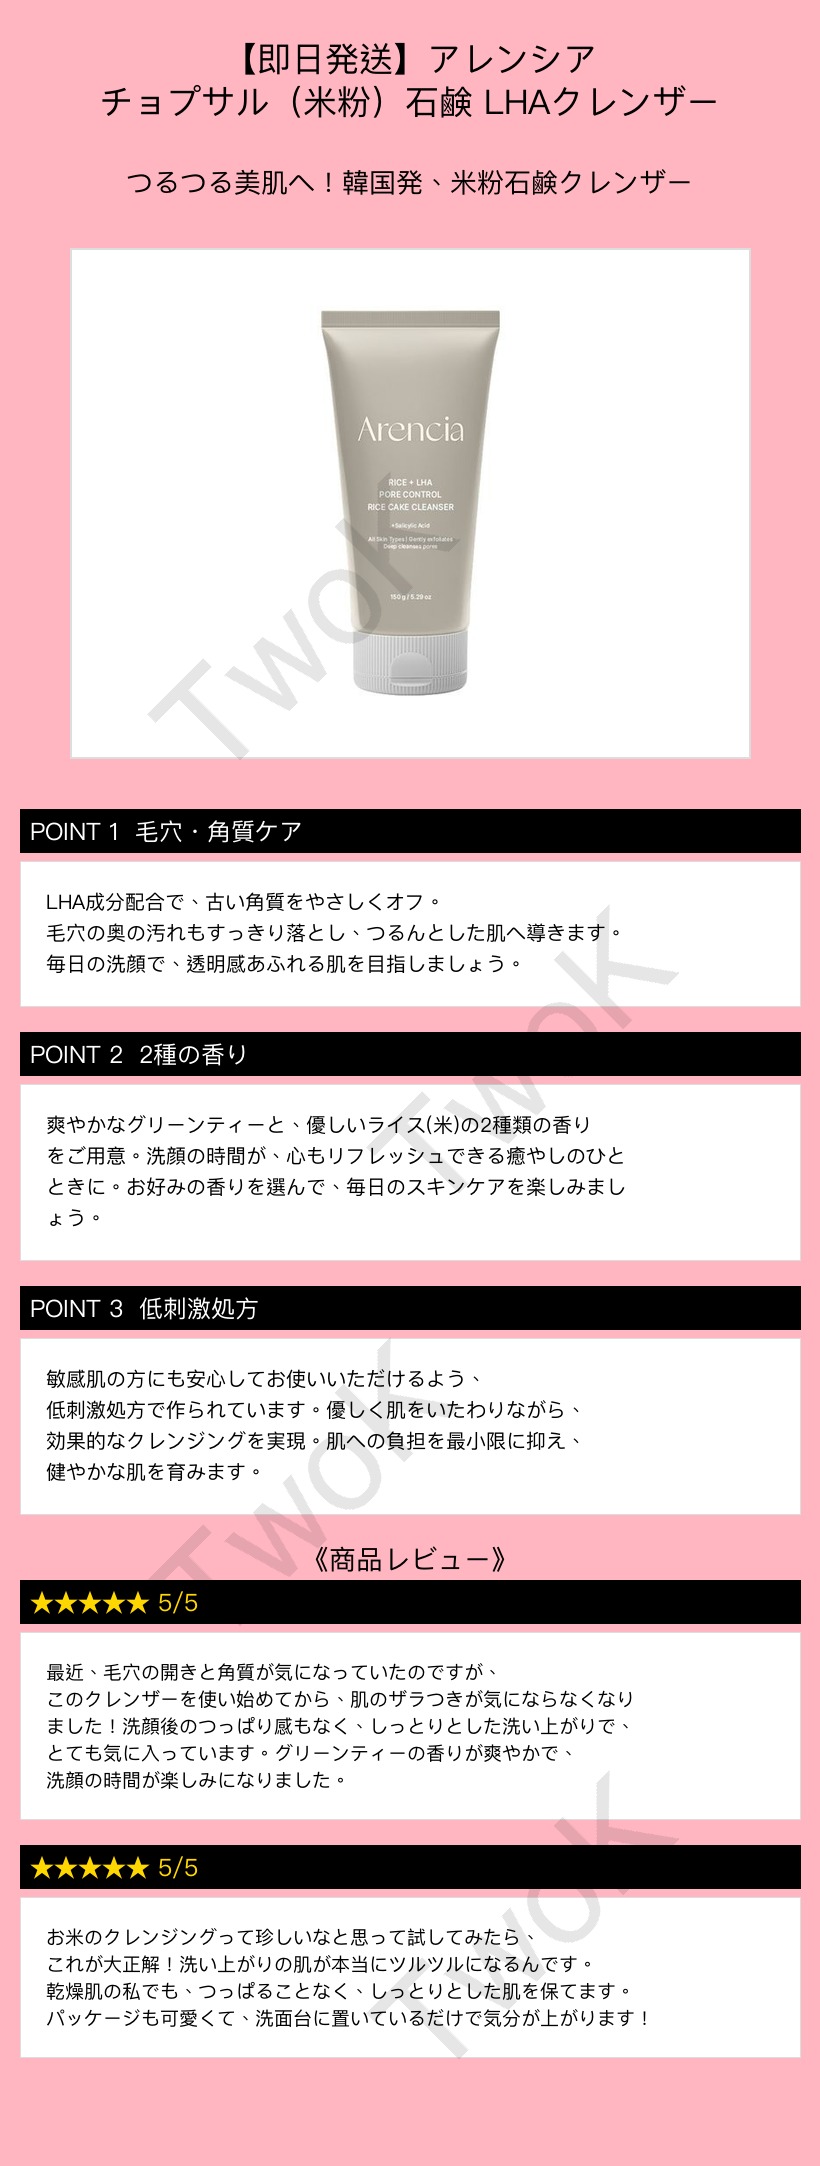 【即日発送】アレンシア
チョプサル（米粉）石鹸 LHAクレンザー
つるつる美肌へ！韓国発、米粉石鹸クレンザー
Arencia
RICE + LHA
PORE CONTROL
RICE CAKE CLEANSER
+Salicylic Acid
All Skin Types | Gently exfoliates
Deep cleanses pores
150 g / 5.29 oz
TwoK
POINT 1 毛穴・角質ケア
LHA成分配合で、古い角質をやさしくオフ。
毛穴の奥の汚れもすっきり落とし、つるんとした肌へ導きます。
毎日の洗顔で、透明感あふれる肌を目指しましょう。
TwoK
POINT 2 2種の香り
爽やかなグリーンティーと、優しいライス(米)の2種類の香り
をご用意。洗顔の時間が、心もリフレッシュできる癒やしのひと
ときに。お好みの香りを選んで、毎日のスキンケアを楽しみまし
ょう。
POINT 3 低刺激処方
敏感肌の方にも安心してお使いいただけるよう、
低刺激処方で作られています。優しく肌をいたわりながら、
効果的なクレンジングを実現。肌への負担を最小限に抑え、
健やかな肌を育みます。
TwoK
《商品レビュー》
★★★★★ 5/5
最近、毛穴の開きと角質が気になっていたのですが、
このクレンザーを使い始めてから、肌のザラつきが気にならなくなり
ました！洗顔後のつっぱり感もなく、しっとりとした洗い上がりで、
とても気に入っています。グリーンティーの香りが爽やかで、
洗顔の時間が楽しみになりました。
★★★★★ 5/5
お米のクレンジングって珍しいなと思って試してみたら、
これが大正解！洗い上がりの肌が本当にツルツルになるんです。
乾燥肌の私でも、つっぱることなく、しっとりとした肌を保てます。
パッケージも可愛くて、洗面台に置いているだけで気分が上がります！
TwoK